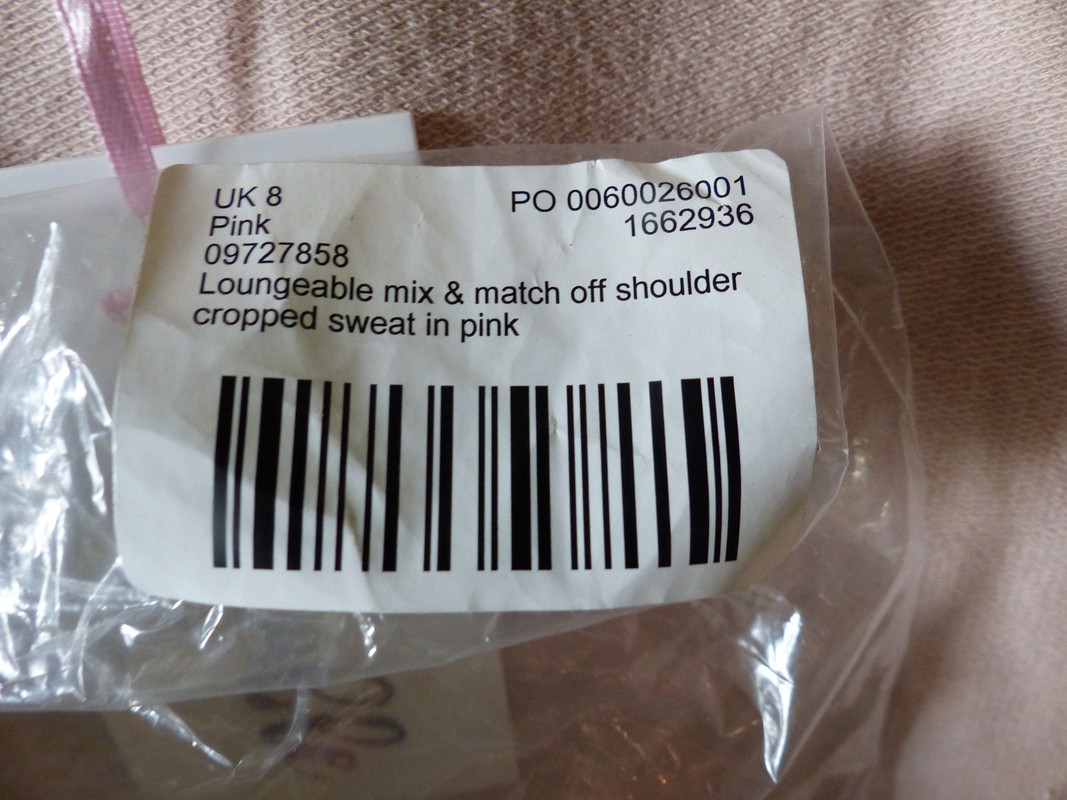 UK 8
PO 0060026001
Pink
1662936
09727858
Loungeable mix & match off shoulder
cropped sweat in pink